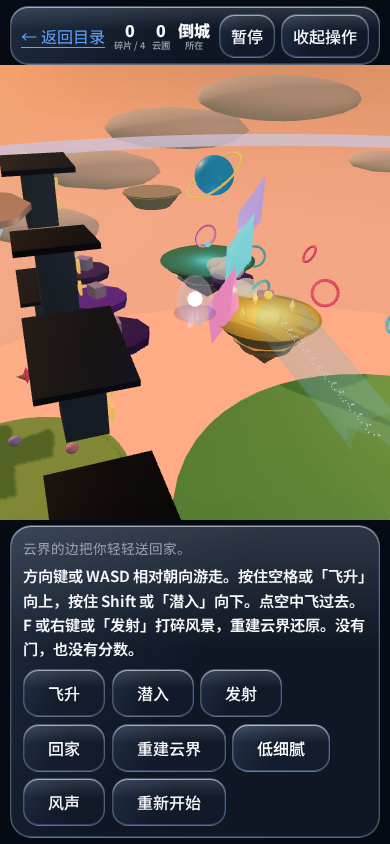 ← 返回目录
0
碎片 / 4
0
云圃
倒城
所在
暂停
收起操作
云界的边把你轻轻送回家。
方向键或 WASD 相对朝向游走。按住空格或「飞升」
向上，按住 Shift 或「潜入」向下。点空中飞过去。
F 或右键或「发射」打碎风景，重建云界还原。没有
门，也没有分数。
飞升
潜入
发射
回家
重建云界
低细腻
风声
重新开始